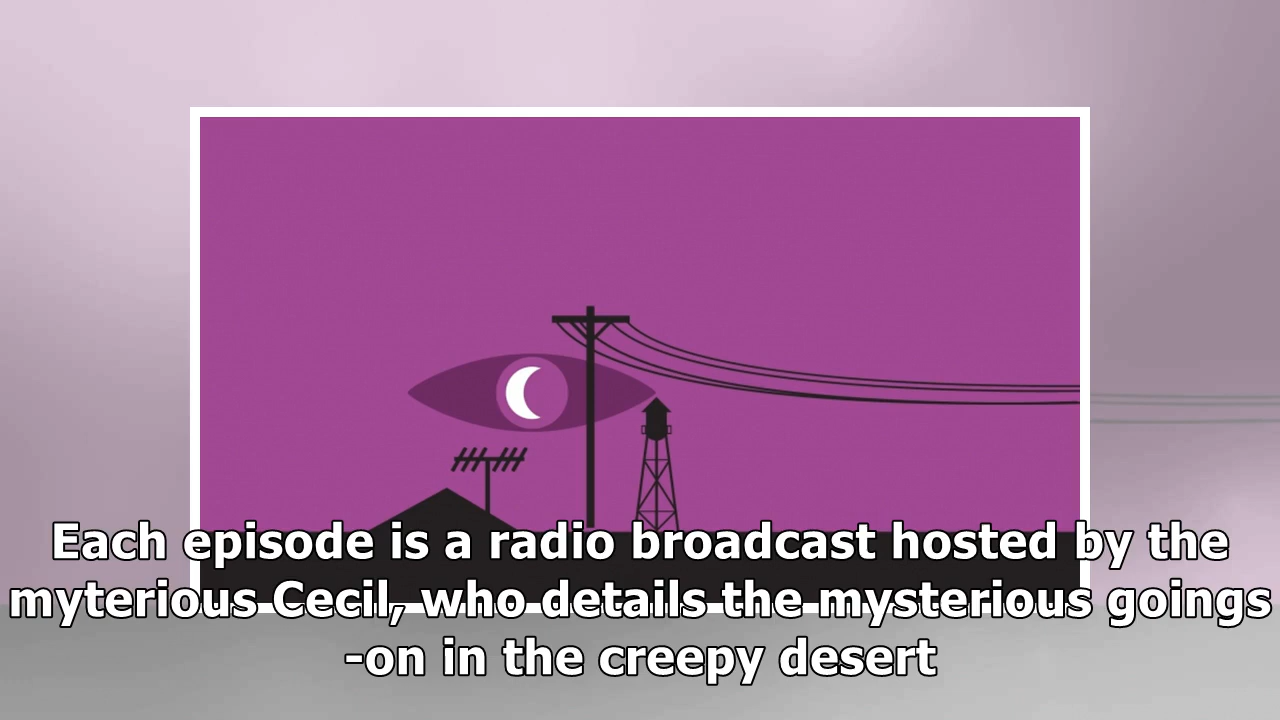 Each episode is a radio broadcast hosted by the
myterious Cecil, who details the mysterious goings
-on in the creepy desert